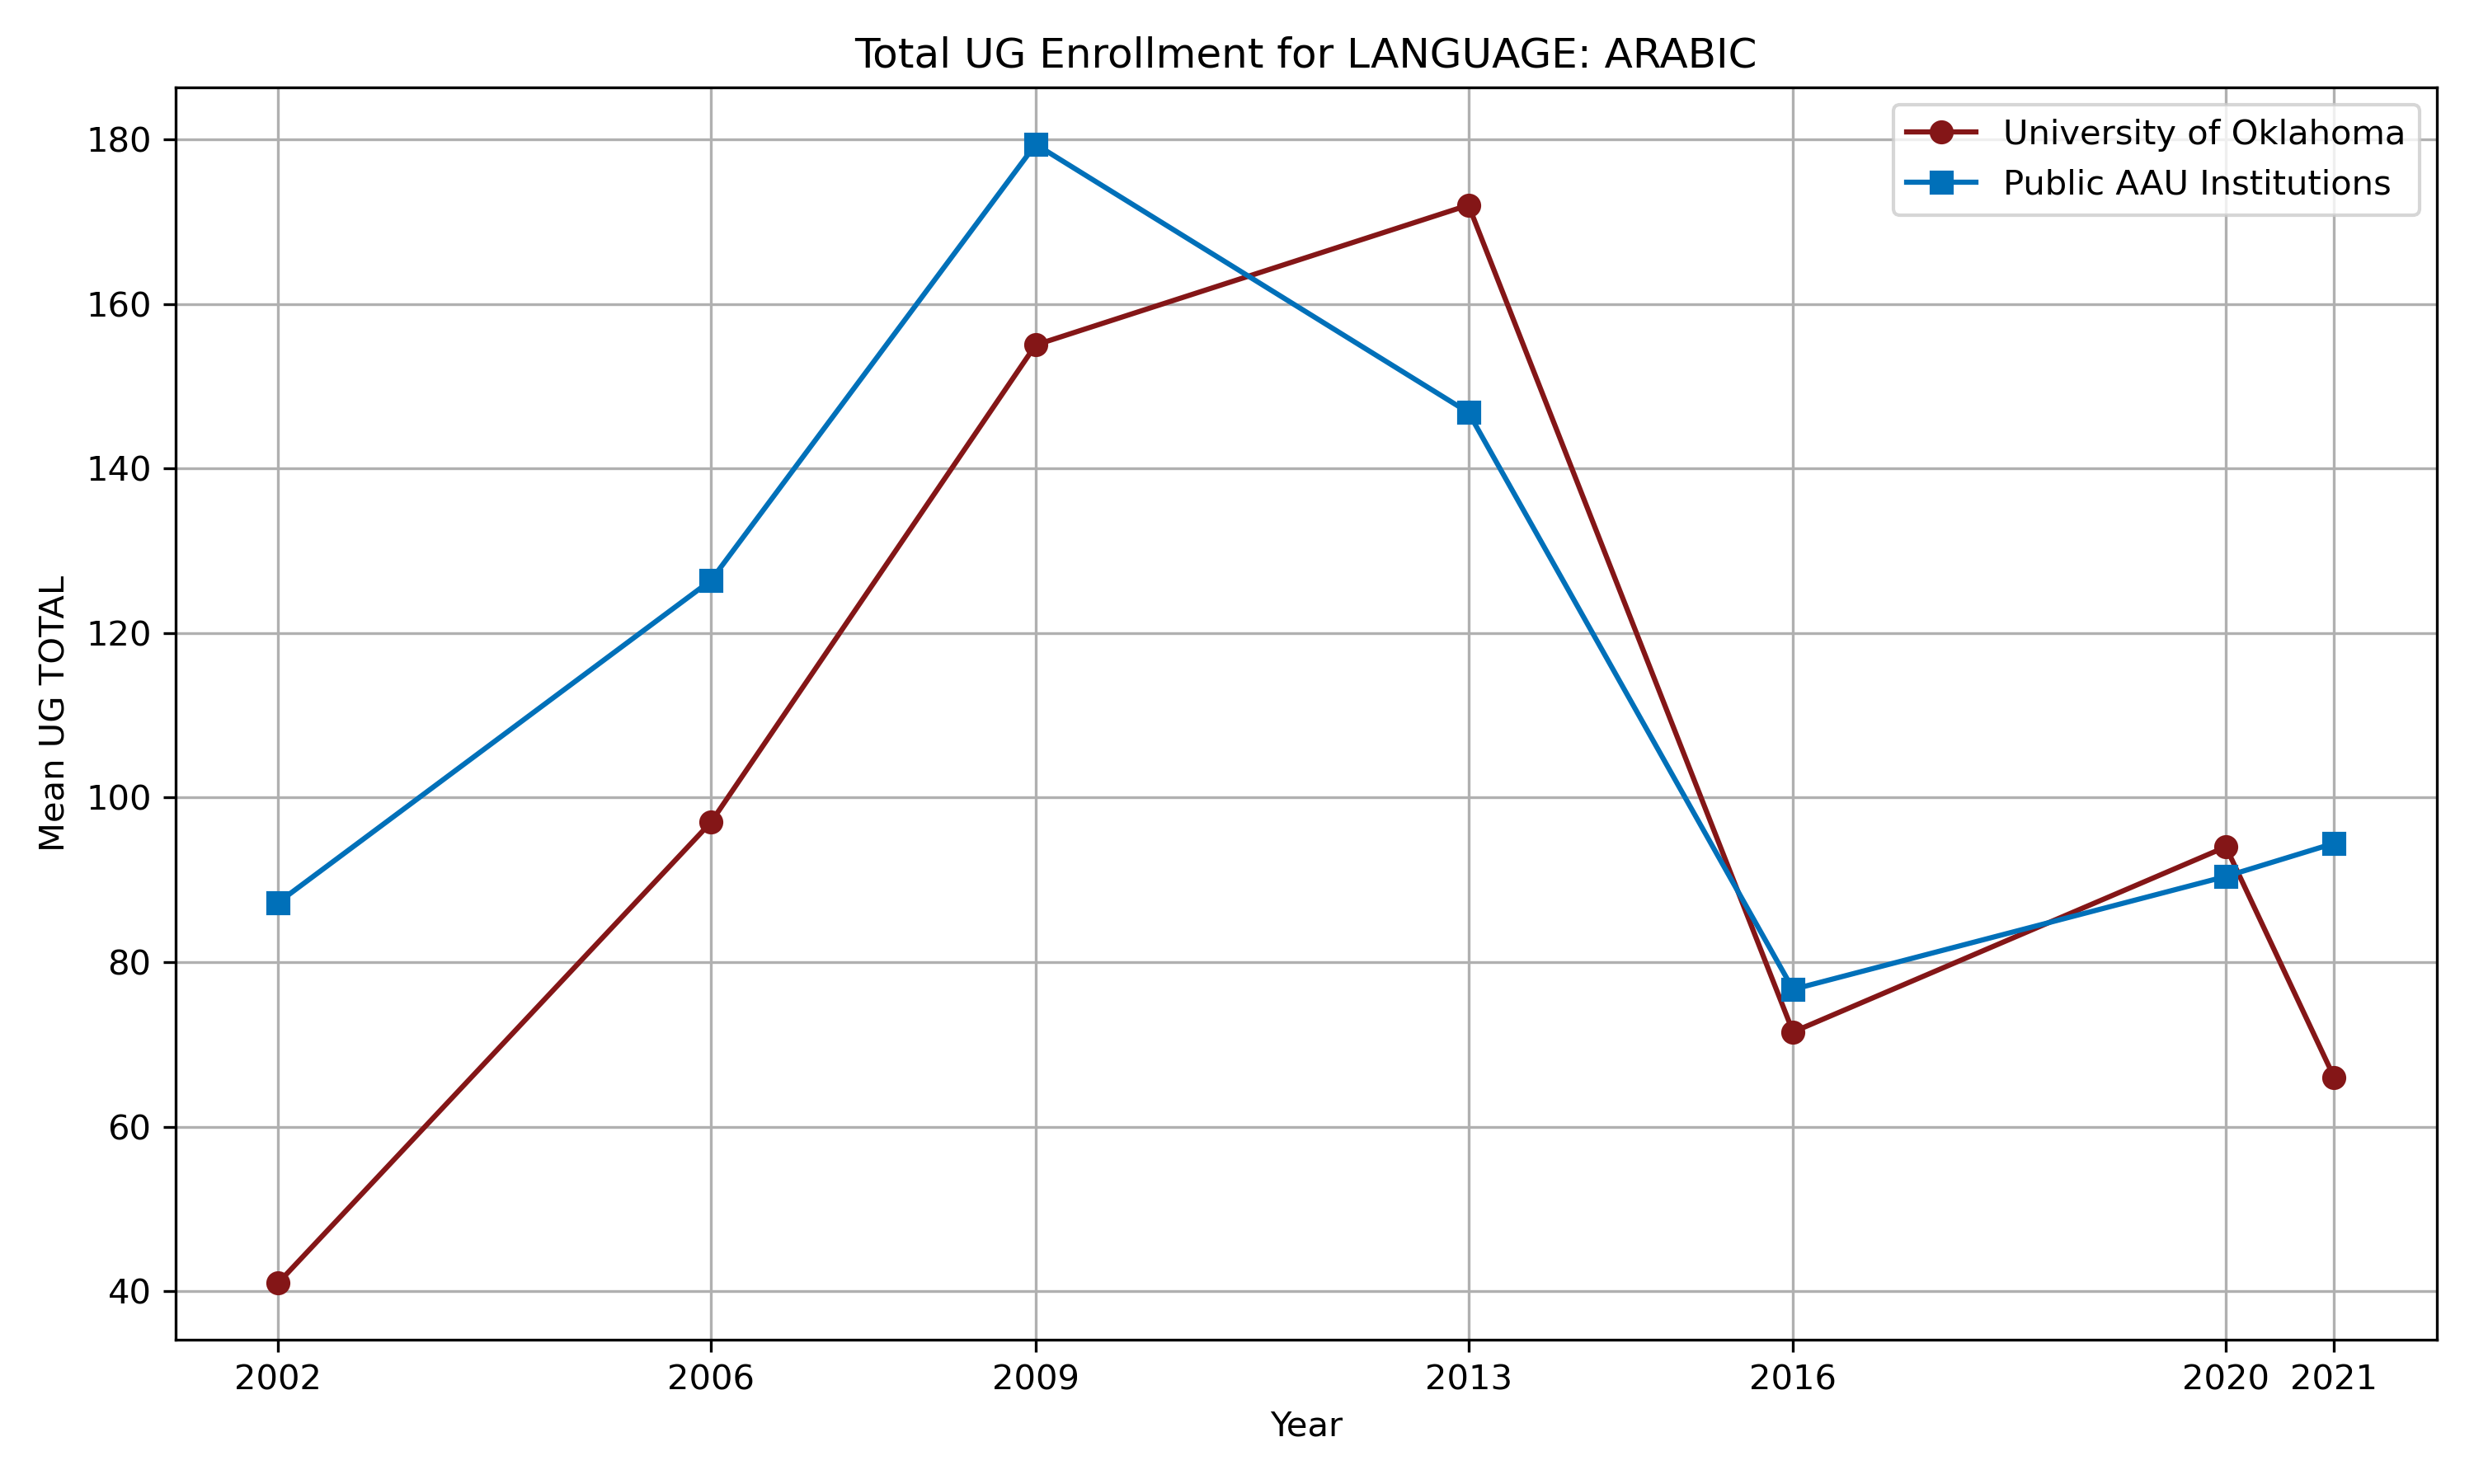 Total UG Enrollment for LANGUAGE: ARABIC
University of Oklahoma
Public AAU Institutions
Mean UG TOTAL
180
160
140
120
100
80
60
40
2002 2006 2009 2013 2016 2020 2021
Year